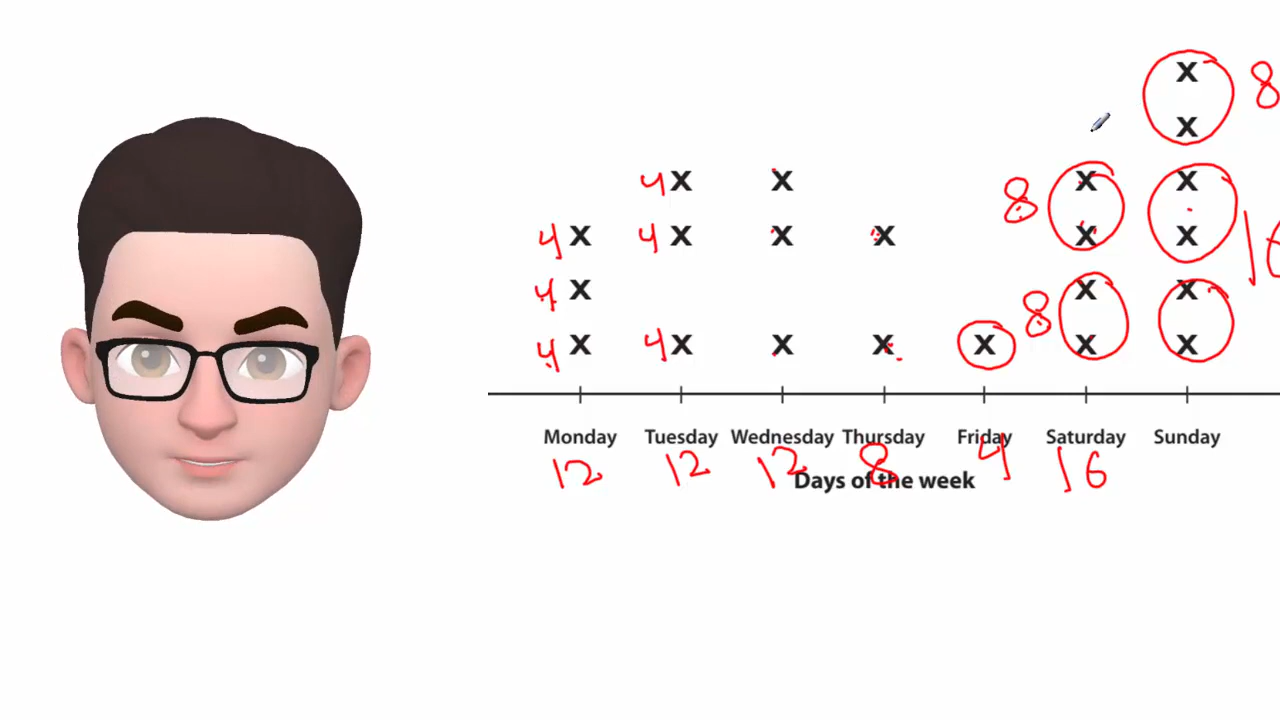 X 8
X
4 X X 8 X X
4 X 4 X X X X X 16
4 X 8 X X
4 X 4 X X X X X X
Monday Tuesday Wednesday Thursday Friday Saturday Sunday
12 12 12 8 4 16
Days of the week